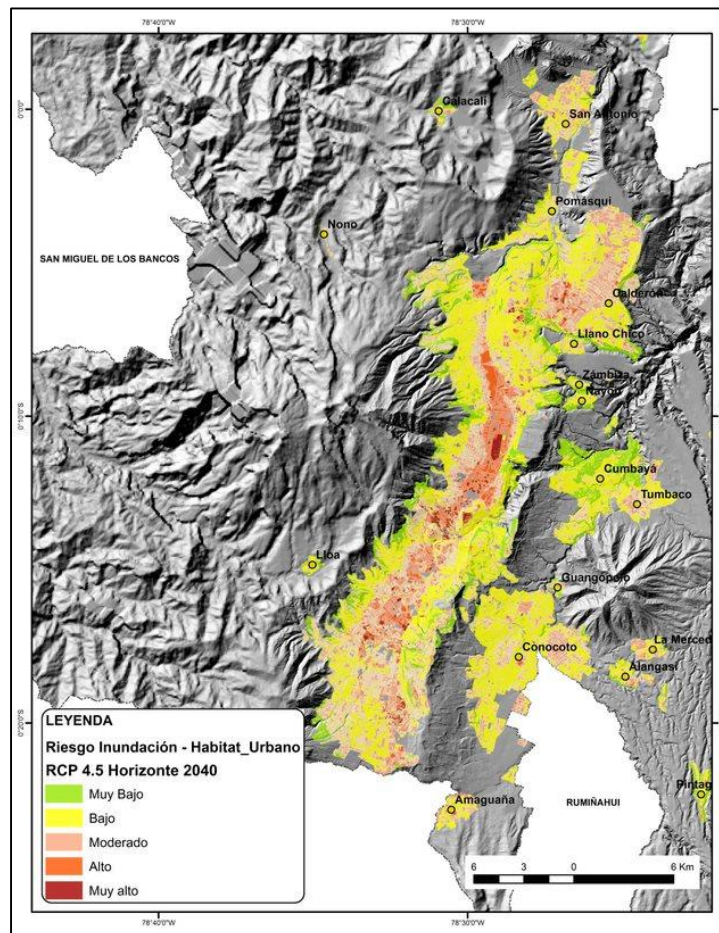 78°40'0"W 78°30'0"W
0°0'0"
Calacalí
San Antonio
Pomásqui
Nono
SAN MIGUEL DE LOS BANCOS
Calderón
Llano Chico
Zámbiza
Nayón
0°10'0"S
Cumbayá
Tumbaco
Lloa
Guangopolo
La Merced
Conocoto
Alangasí
0°20'0"S
LEYENDA
Riesgo Inundación - Habitat_Urbano
RCP 4.5 Horizonte 2040
Muy Bajo
Bajo
Moderado
Alto
Muy alto
Pintag
Amaguaña
RUMIÑAHUI
6 3 0 6 Km
78°40'0"W 78°30'0"W